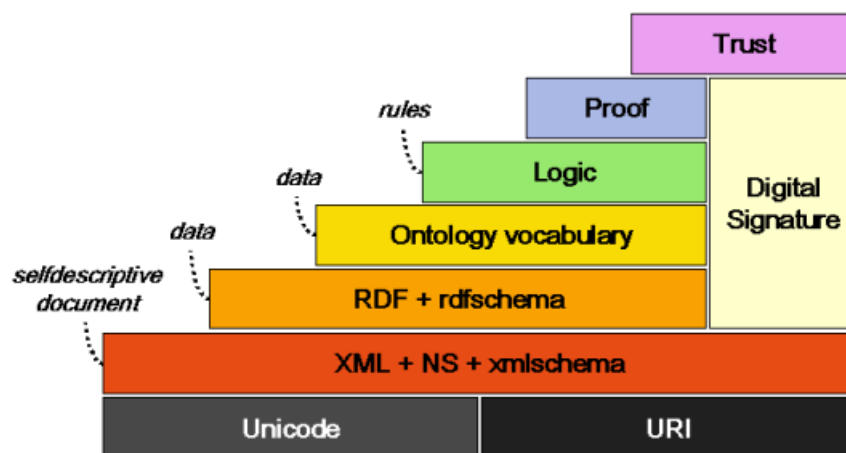 Trust
Proof
rules
Logic
Digital
Signature
data
Ontology vocabulary
data
RDF + rdfschema
selfdescriptive
document
XML + NS + xmlschema
Unicode
URI